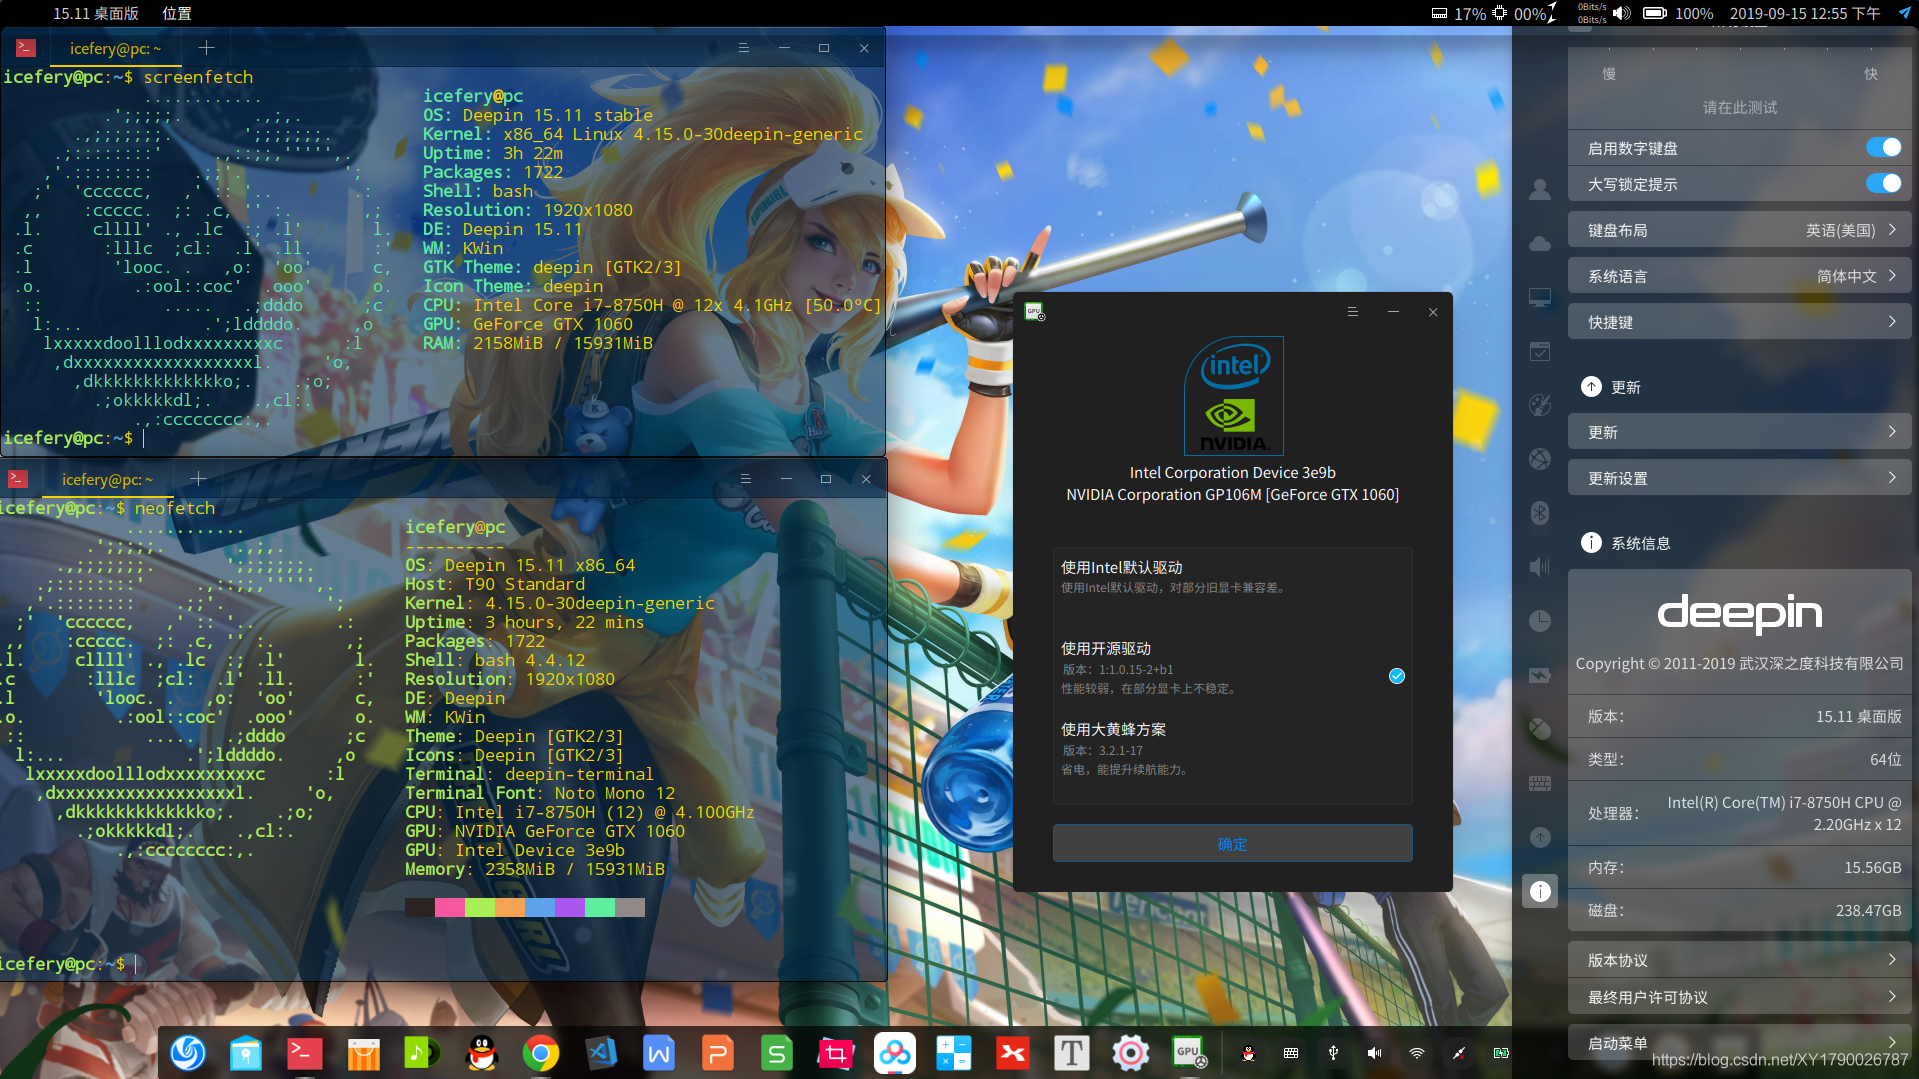 15.11 桌面版 位置
17% 00% 0Bits/s 0Bits/s 100% 2019-09-15 12:55 下午
icefery@pc: ~
icefery@pc:~$ screenfetch
icefery@pc
OS: Deepin 15.11 stable
Kernel: x86_64 Linux 4.15.0-30deepin-generic
Uptime: 3h 22m
Packages: 1722
Shell: bash
Resolution: 1920x1080
DE: Deepin 15.11
WM: KWin
GTK Theme: deepin [GTK2/3]
Icon Theme: deepin
CPU: Intel Core i7-8750H @ 12x 4.1GHz [50.0°C]
GPU: GeForce GTX 1060
RAM: 2158MiB / 15931MiB
icefery@pc:~$
icefery@pc: ~
icefery@pc:~$ neofetch
icefery@pc
----------
OS: Deepin 15.11 x86_64
Host: T90 Standard
Kernel: 4.15.0-30deepin-generic
Uptime: 3 hours, 22 mins
Packages: 1722
Shell: bash 4.4.12
Resolution: 1920x1080
DE: Deepin
WM: KWin
Theme: Deepin [GTK2/3]
Icons: Deepin [GTK2/3]
Terminal: deepin-terminal
Terminal Font: Noto Mono 12
CPU: Intel i7-8750H (12) @ 4.100GHz
GPU: NVIDIA GeForce GTX 1060
GPU: Intel Device 3e9b
Memory: 2358MiB / 15931MiB
icefery@pc:~$
GPU
intel
NVIDIA
Intel Corporation Device 3e9b
NVIDIA Corporation GP106M [GeForce GTX 1060]
使用Intel默认驱动
使用Intel默认驱动，对部分旧显卡兼容差。
使用开源驱动
版本：1:1.0.15-2+b1
性能较弱，在部分显卡上不稳定。
使用大黄蜂方案
版本：3.2.1-17
省电，能提升续航能力。
确定
慢 快
请在此测试
启用数字键盘
大写锁定提示
键盘布局 英语(美国)
系统语言 简体中文
快捷键
更新
更新
更新设置
系统信息
deepin
Copyright © 2011-2019 武汉深之度科技有限公司
版本： 15.11 桌面版
类型： 64位
处理器： Intel(R) Core(TM) i7-8750H CPU @ 2.20GHz x 12
内存： 15.56GB
磁盘： 238.47GB
版本协议
最终用户许可协议
启动菜单
W P S T GPU
https://blog.csdn.net/XY1790026787